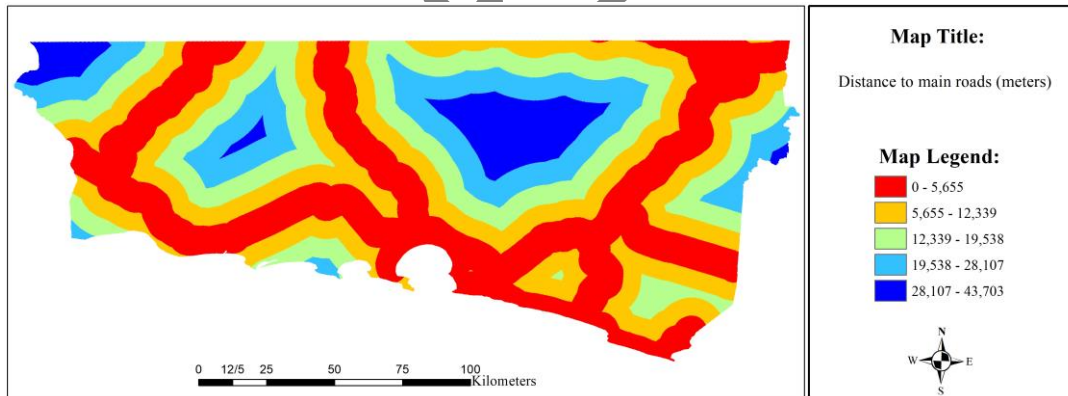 Map Title:
Distance to main roads (meters)
Map Legend:
0 - 5,655
5,655 - 12,339
12,339 - 19,538
19,538 - 28,107
28,107 - 43,703
N
W E
S
0 12/5 25 50 75 100
Kilometers